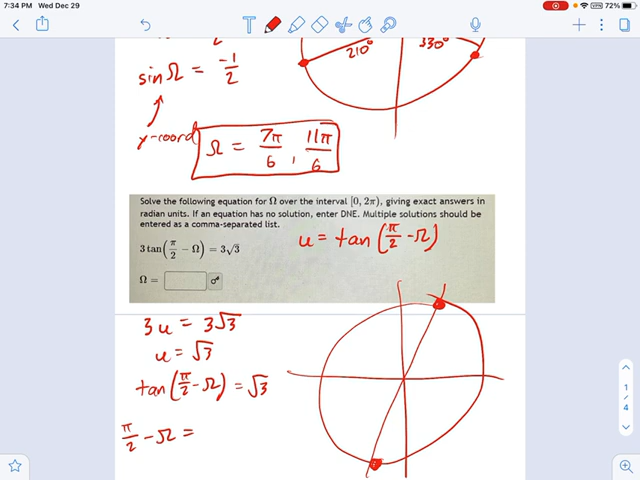 7:34 PM Wed Dec 29
72%
T
2
210° 330°
sin Ω = -1/2
y-coord
Ω = 7π/6 , 11π/6
Solve the following equation for Ω over the interval [0, 2π), giving exact answers in
radian units. If an equation has no solution, enter DNE. Multiple solutions should be
entered as a comma-separated list.
u = tan(π/2 - Ω)
3 tan(π/2 − Ω) = 3√3
Ω =
3u = 3√3
u = √3
tan(π/2 - Ω) = √3
π/2 - Ω =
1
/
4